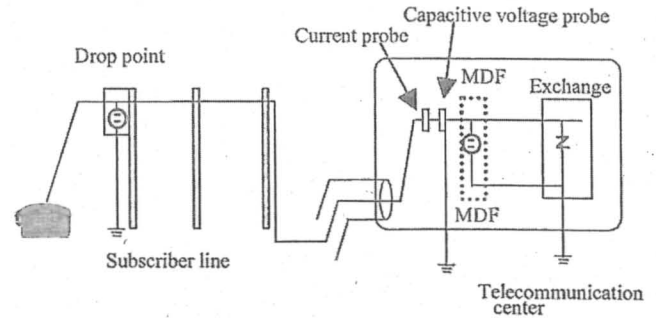 Capacitive voltage probe
Current probe
Drop point
MDF
Exchange
MDF
Subscriber line
Telecommunication
center